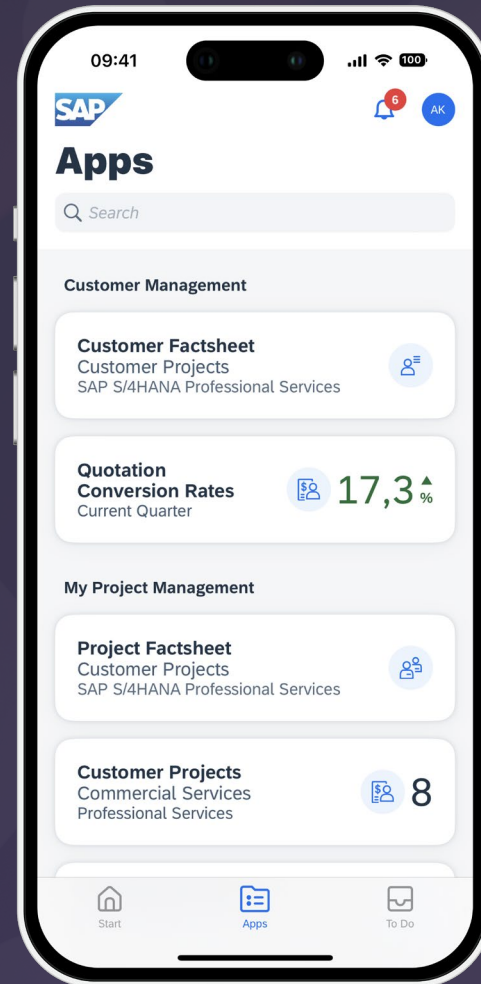 09:41
100
SAP
6
AK
Apps
Search
Customer Management
Customer Factsheet
Customer Projects
SAP S/4HANA Professional Services
Quotation
Conversion Rates
Current Quarter
17,3 %
My Project Management
Project Factsheet
Customer Projects
SAP S/4HANA Professional Services
Customer Projects
Commercial Services
Professional Services
8
Start
Apps
To Do